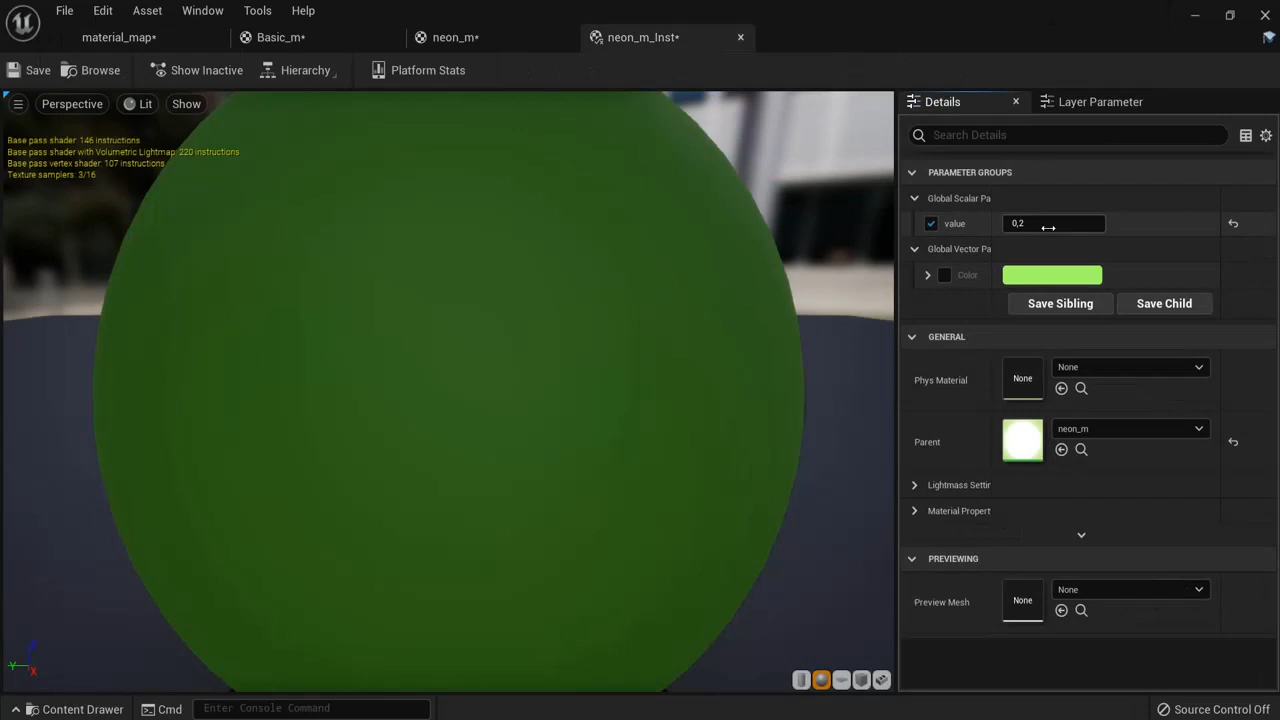 File Edit Asset Window Tools Help
material_map* Basic_m* neon_m* neon_m_Inst*
Save Browse Show Inactive Hierarchy Platform Stats
Perspective Lit Show
Base pass shader: 146 instructions
Base pass shader with Volumetric Lightmap: 220 instructions
Base pass vertex shader: 107 instructions
Texture samplers: 3/16
Details Layer Parameter
Search Details
PARAMETER GROUPS
Global Scalar Pa
value 0,2
Global Vector Pa
Color
Save Sibling Save Child
GENERAL
Phys Material None None
Parent neon_m
Lightmass Settin
Material Propert
PREVIEWING
Preview Mesh None None
Z
Y
X
Content Drawer Cmd Enter Console Command Source Control Off